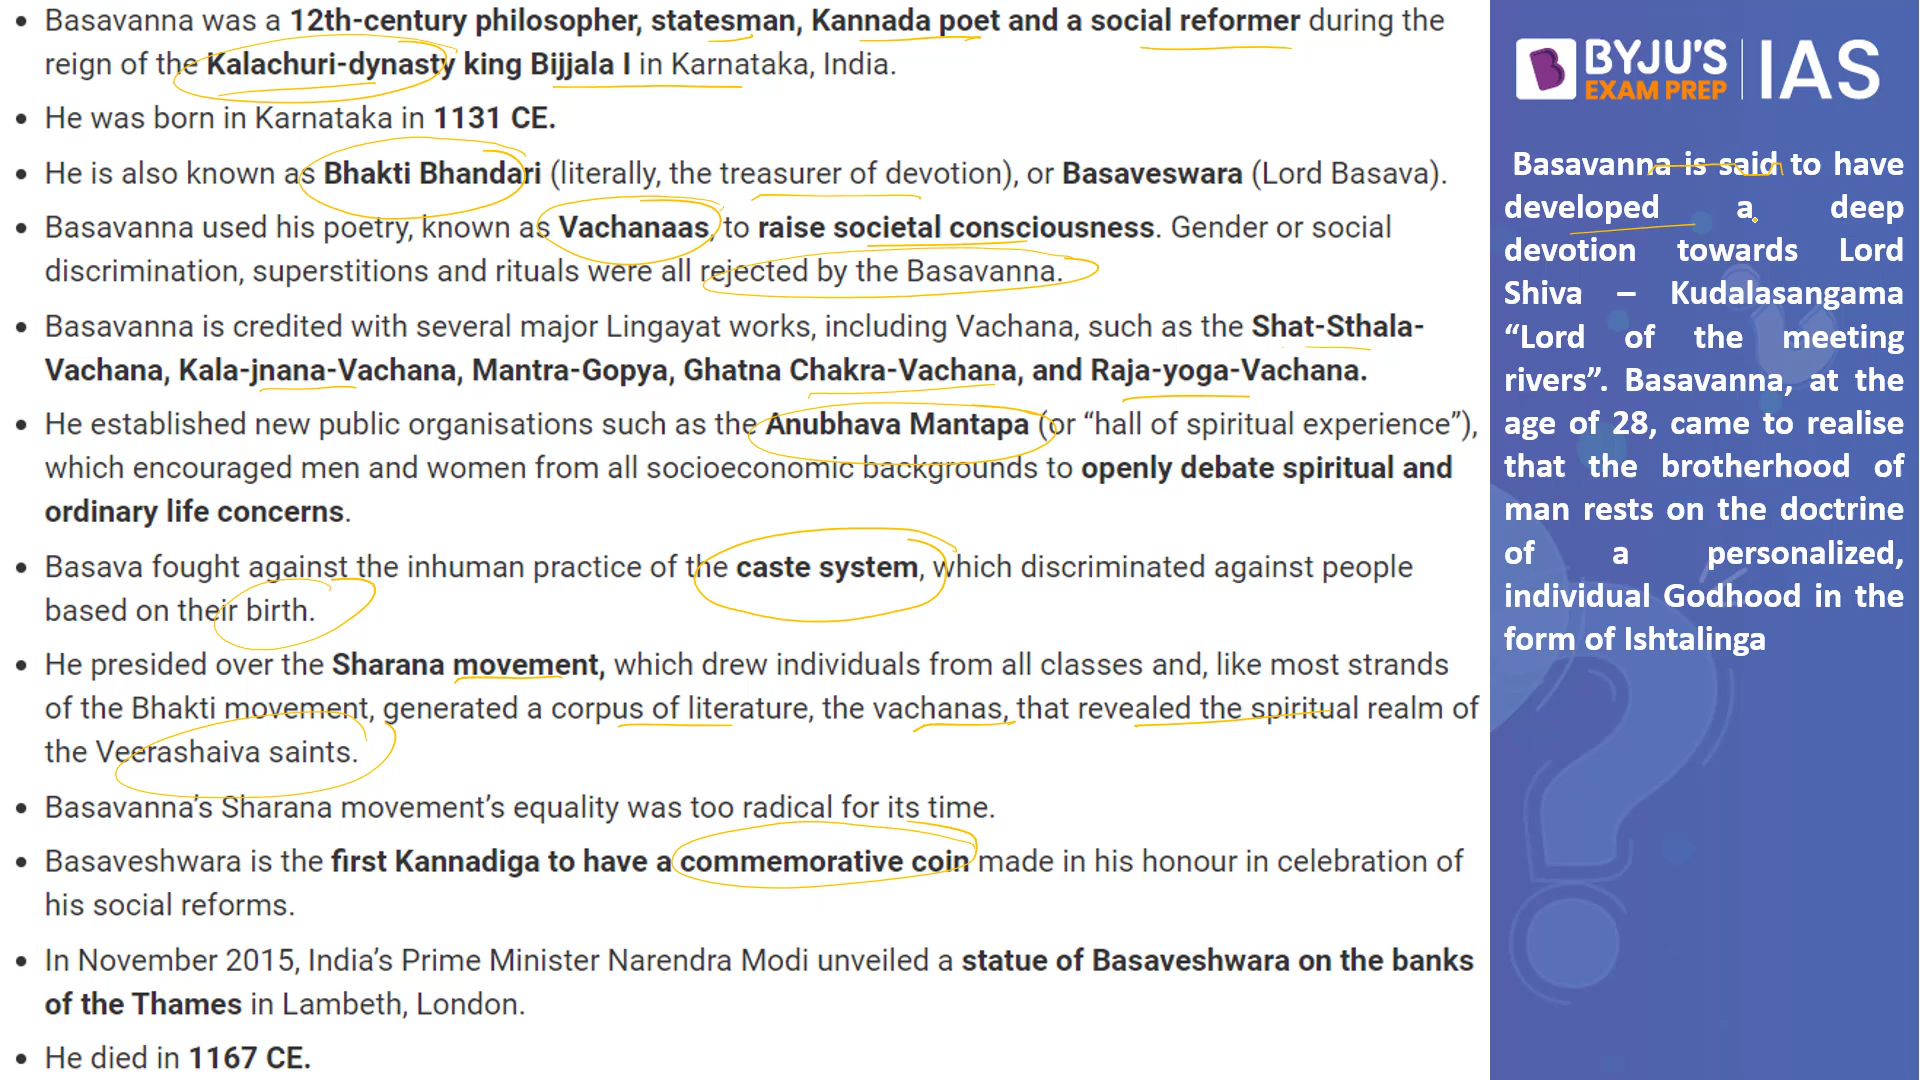 • Basavanna was a 12th-century philosopher, statesman, Kannada poet and a social reformer during the
reign of the Kalachuri-dynasty king Bijjala I in Karnataka, India.
• He was born in Karnataka in 1131 CE.
• He is also known as Bhakti Bhandari (literally, the treasurer of devotion), or Basaveswara (Lord Basava).
• Basavanna used his poetry, known as Vachanaas, to raise societal consciousness. Gender or social
discrimination, superstitions and rituals were all rejected by the Basavanna.
• Basavanna is credited with several major Lingayat works, including Vachana, such as the Shat-Sthala-
Vachana, Kala-jnana-Vachana, Mantra-Gopya, Ghatna Chakra-Vachana, and Raja-yoga-Vachana.
• He established new public organisations such as the Anubhava Mantapa (or “hall of spiritual experience”),
which encouraged men and women from all socioeconomic backgrounds to openly debate spiritual and
ordinary life concerns.
• Basava fought against the inhuman practice of the caste system, which discriminated against people
based on their birth.
• He presided over the Sharana movement, which drew individuals from all classes and, like most strands
of the Bhakti movement, generated a corpus of literature, the vachanas, that revealed the spiritual realm of
the Veerashaiva saints.
• Basavanna’s Sharana movement’s equality was too radical for its time.
• Basaveshwara is the first Kannadiga to have a commemorative coin made in his honour in celebration of
his social reforms.
• In November 2015, India’s Prime Minister Narendra Modi unveiled a statue of Basaveshwara on the banks
of the Thames in Lambeth, London.
• He died in 1167 CE.
BYJU'S
EXAM PREP
IAS
Basavanna is said to have
developed a deep
devotion towards Lord
Shiva – Kudalasangama
“Lord of the meeting
rivers”. Basavanna, at the
age of 28, came to realise
that the brotherhood of
man rests on the doctrine
of a personalized,
individual Godhood in the
form of Ishtalinga